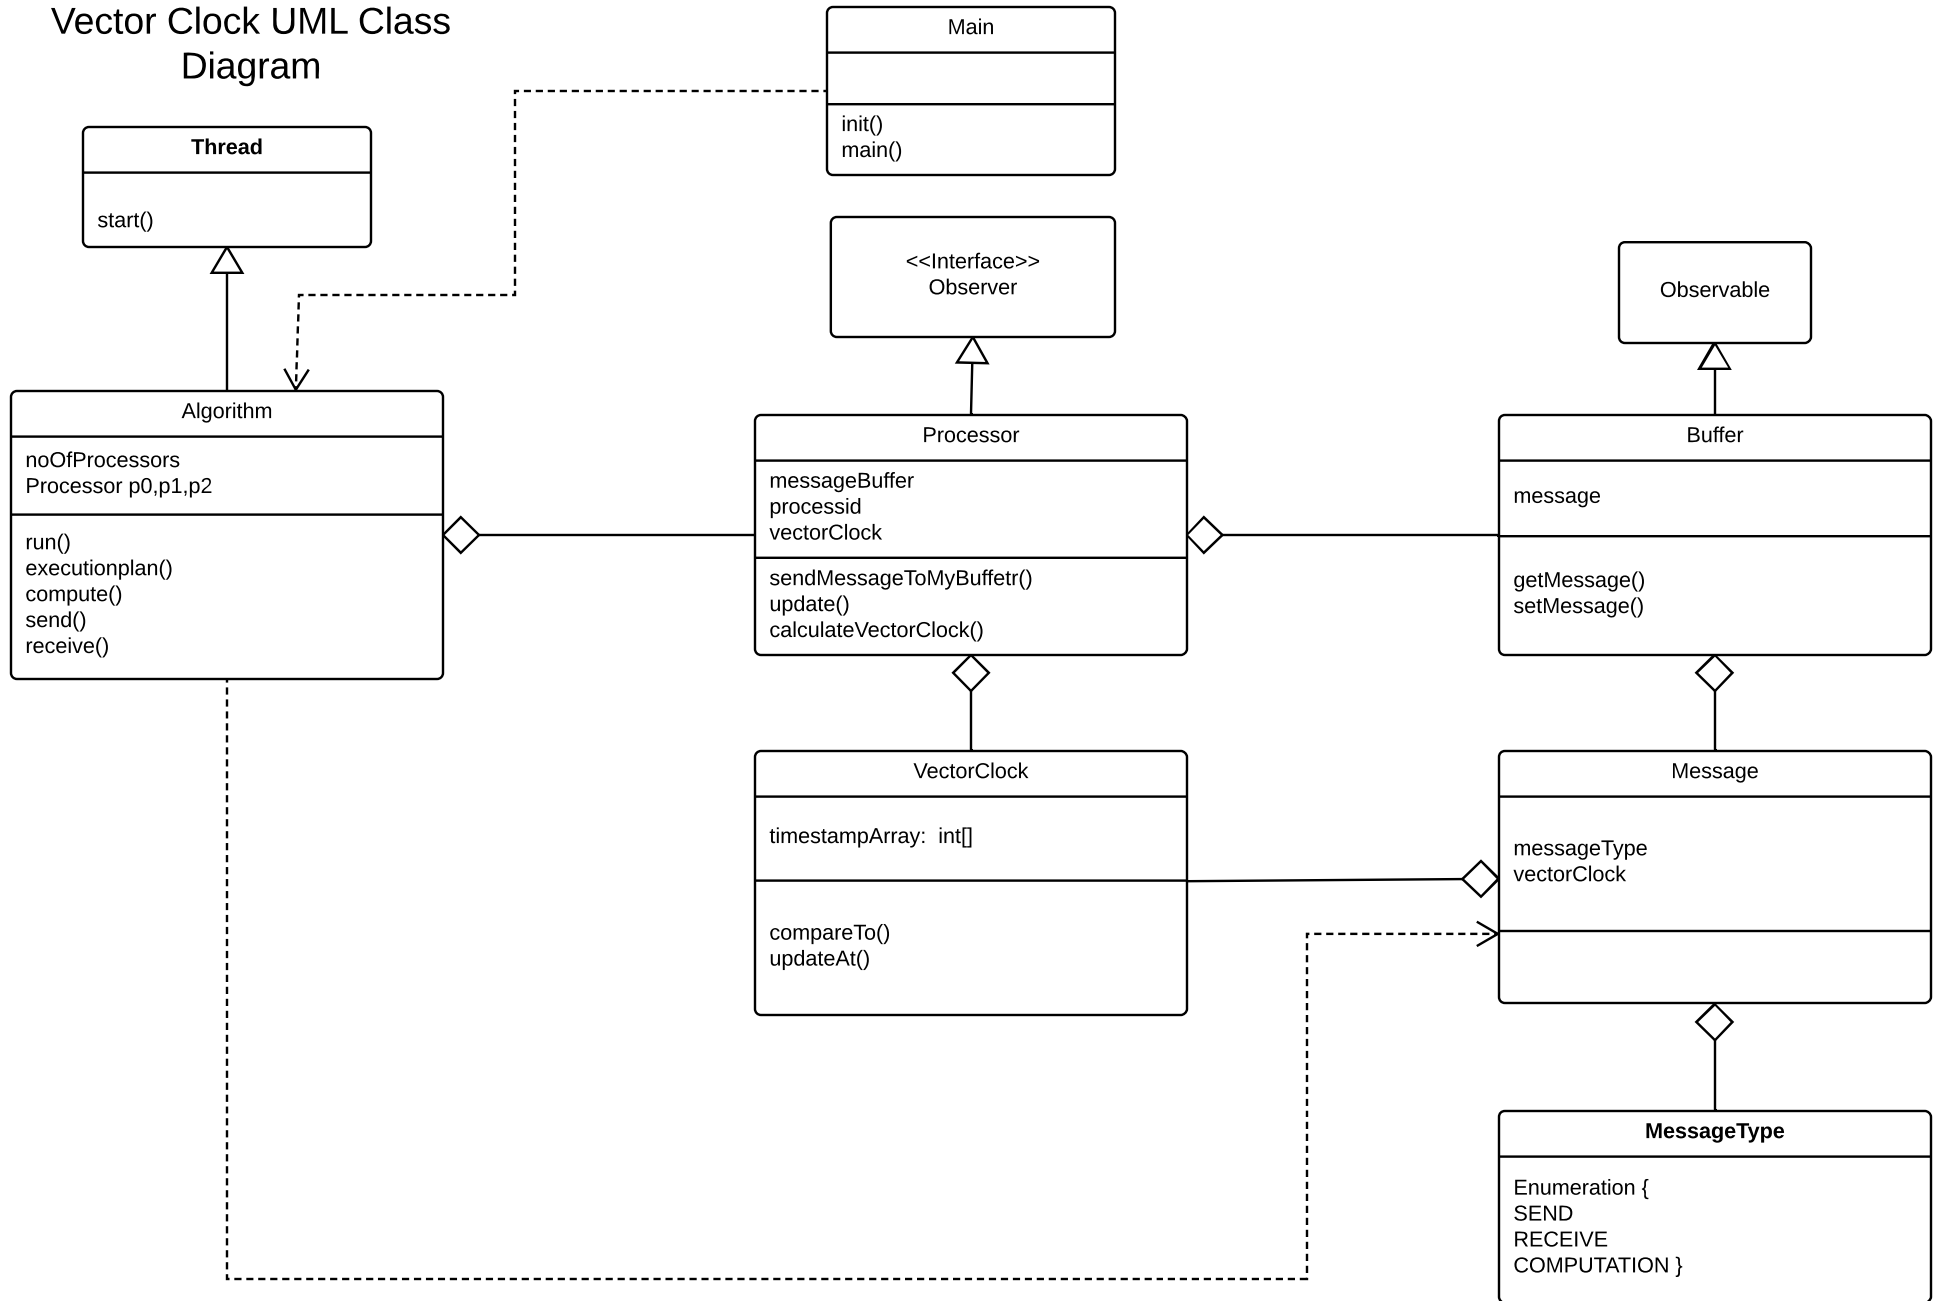 Vector Clock UML Class
Diagram
Main
init()
main()
Thread
start()
<<Interface>>
Observer
Observable
Algorithm
noOfProcessors
Processor p0,p1,p2
run()
executionplan()
compute()
send()
receive()
Processor
messageBuffer
processid
vectorClock
sendMessageToMyBuffetr()
update()
calculateVectorClock()
Buffer
message
getMessage()
setMessage()
VectorClock
timestampArray:  int[]
compareTo()
updateAt()
Message
messageType
vectorClock
MessageType
Enumeration {
SEND
RECEIVE
COMPUTATION }